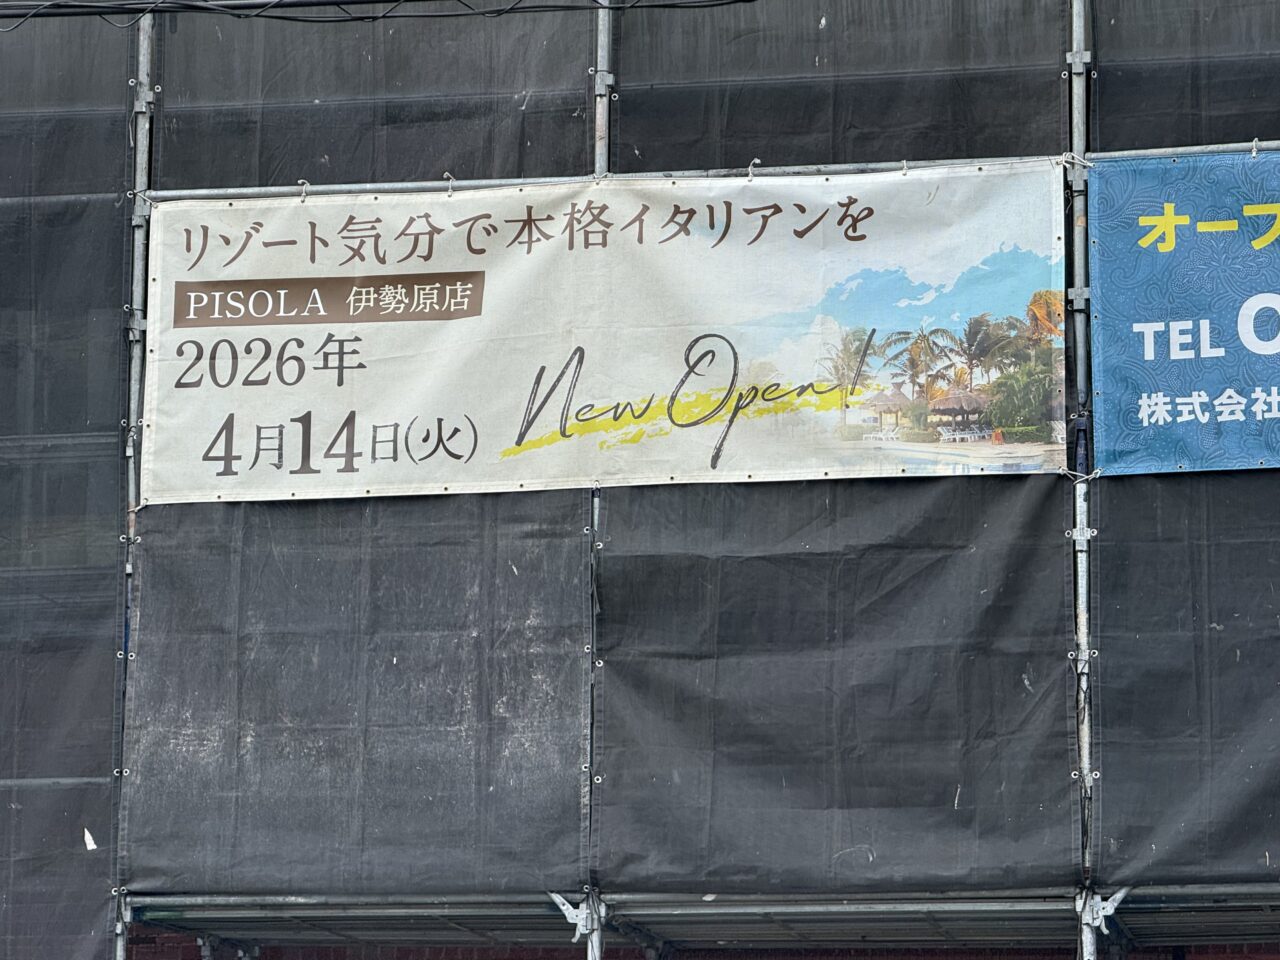 リゾート気分で本格イタリアンを
PISOLA 伊勢原店
2026年
4月14日(火)
New Open!
オープ
TEL 0
株式会社